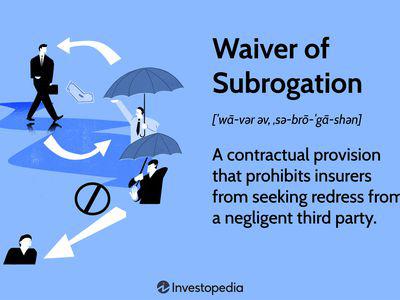 Waiver of
Subrogation
['wā-vər əv, ˌsə-brō-ˈgā-shən]
A contractual provision
that prohibits insurers
from seeking redress from
a negligent third party.
Investopedia